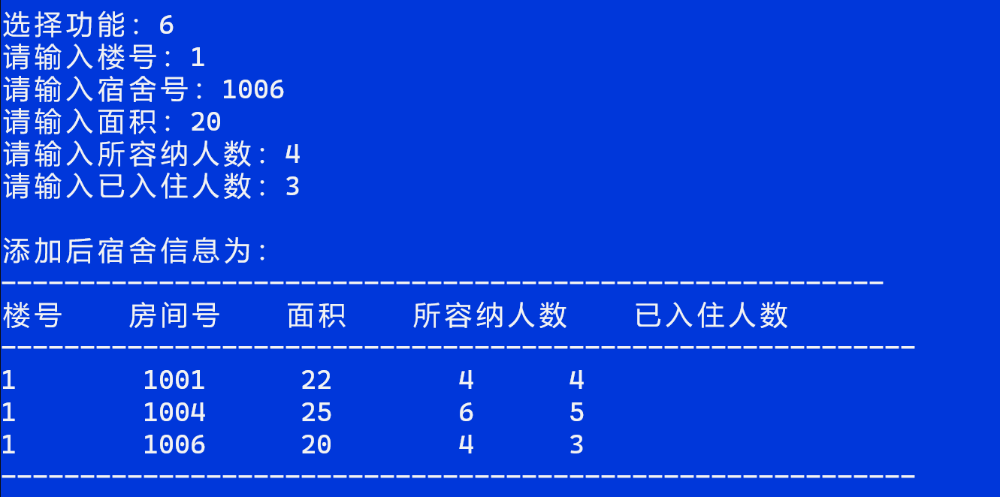 选择功能：6
请输入楼号：1
请输入宿舍号：1006
请输入面积：20
请输入所容纳人数：4
请输入已入住人数：3
添加后宿舍信息为：
--------------------------------------------------------
楼号    房间号    面积    所容纳人数    已入住人数
----------------------------------------------------------
1        1001      22        4      4
1        1004      25        6      5
1        1006      20        4      3
----------------------------------------------------------